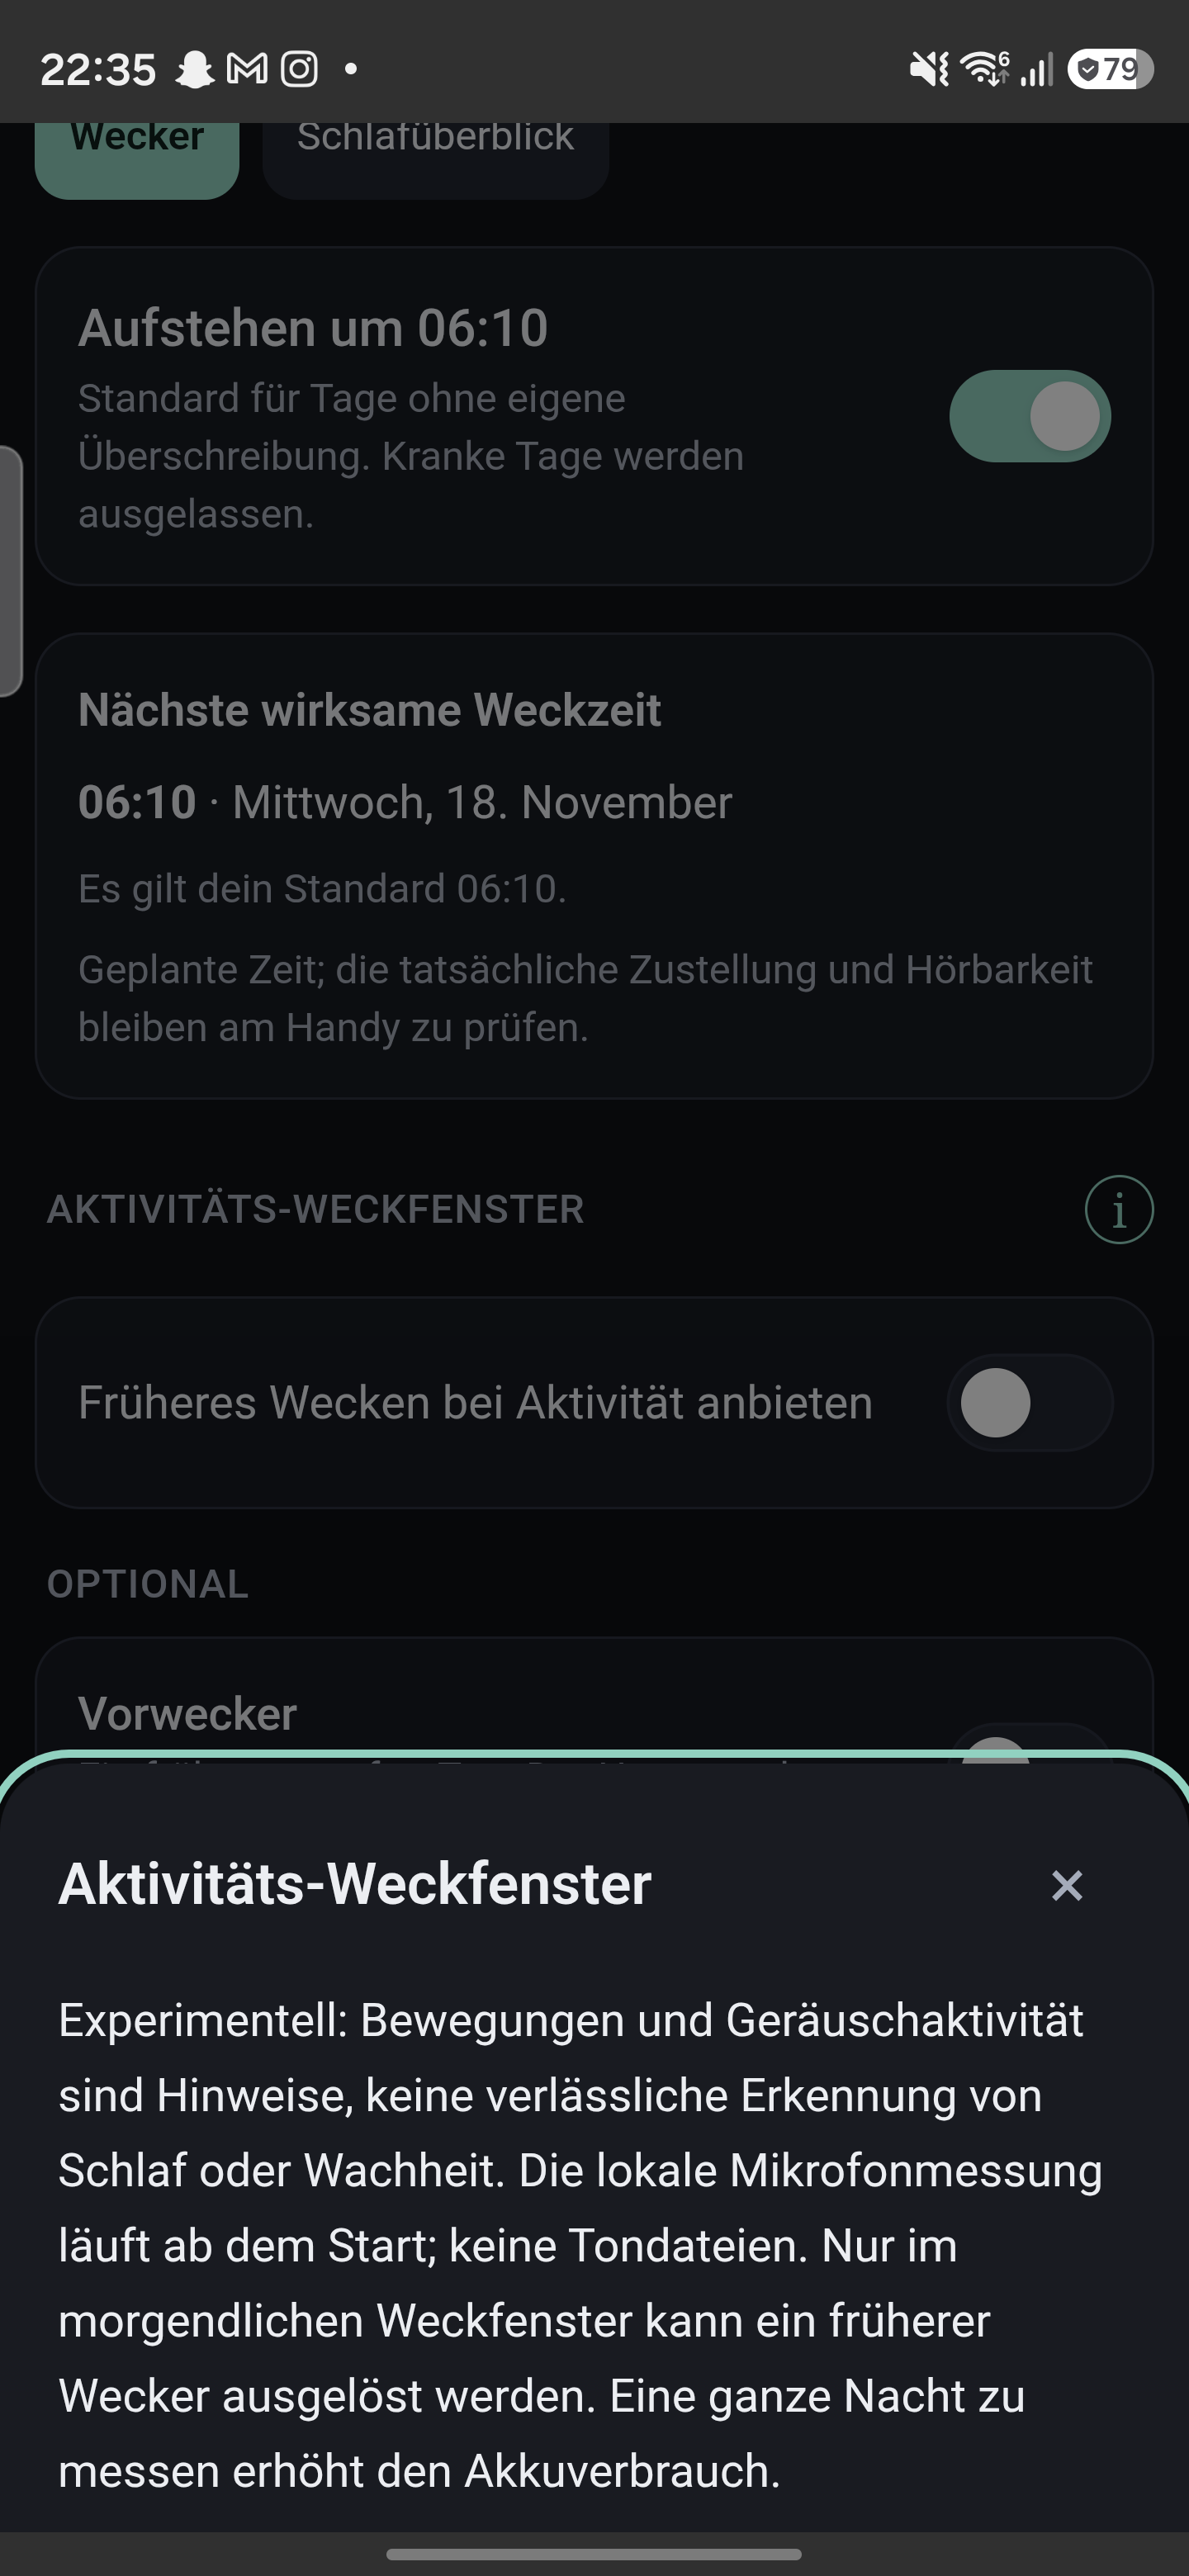 22:35
6
79
Wecker
Schlafüberblick
Aufstehen um 06:10
Standard für Tage ohne eigene
Überschreibung. Kranke Tage werden
ausgelassen.
Nächste wirksame Weckzeit
06:10 · Mittwoch, 18. November
Es gilt dein Standard 06:10.
Geplante Zeit; die tatsächliche Zustellung und Hörbarkeit
bleiben am Handy zu prüfen.
AKTIVITÄTS-WECKFENSTER
i
Früheres Wecken bei Aktivität anbieten
OPTIONAL
Vorwecker
Aktivitäts-Weckfenster
Experimentell: Bewegungen und Geräuschaktivität
sind Hinweise, keine verlässliche Erkennung von
Schlaf oder Wachheit. Die lokale Mikrofonmessung
läuft ab dem Start; keine Tondateien. Nur im
morgendlichen Weckfenster kann ein früherer
Wecker ausgelöst werden. Eine ganze Nacht zu
messen erhöht den Akkuverbrauch.